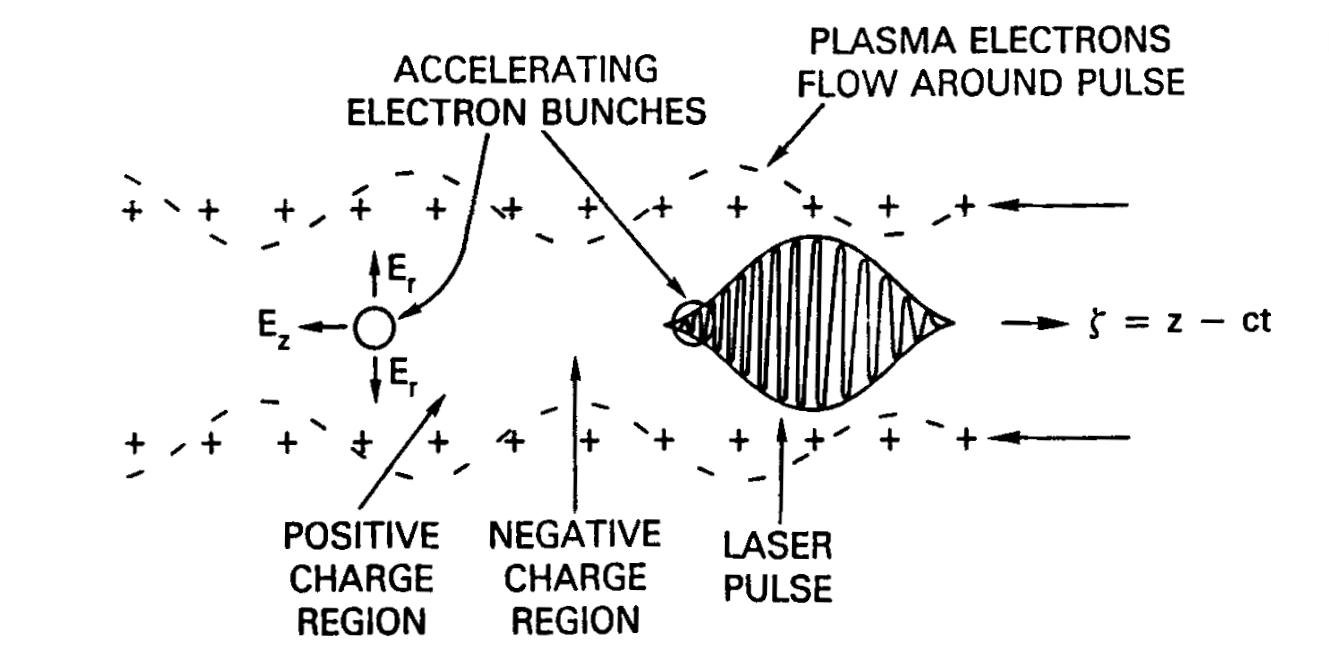 PLASMA ELECTRONS
FLOW AROUND PULSE
ACCELERATING
ELECTRON BUNCHES
+ + + + + + + + + + + +
E_r
E_z
E_r
ζ = z − ct
+ + + + + + + + + + + +
POSITIVE
CHARGE
REGION
NEGATIVE
CHARGE
REGION
LASER
PULSE